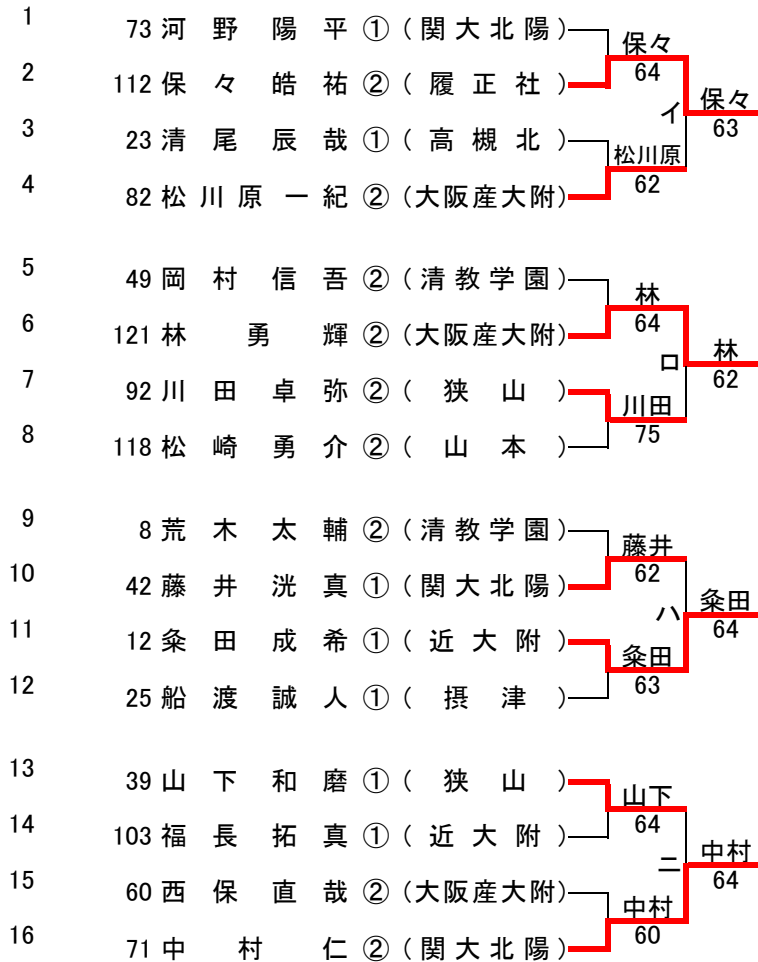 1 73 河野陽平 ① (関大北陽)
保々
64
2 112 保々皓祐 ② (履正社)
イ 保々
63
3 23 清尾辰哉 ① (高槻北)
松川原
62
4 82 松川原一紀 ② (大阪産大附)
5 49 岡村信吾 ② (清教学園)
林
64
6 121 林勇輝 ② (大阪産大附)
ロ 林
62
7 92 川田卓弥 ② (狭山)
川田
75
8 118 松崎勇介 ② (山本)
9 8 荒木太輔 ② (清教学園)
藤井
62
10 42 藤井洸真 ① (関大北陽)
ハ 粂田
64
11 12 粂田成希 ① (近大附)
粂田
63
12 25 船渡誠人 ① (摂津)
13 39 山下和磨 ① (狭山)
山下
64
14 103 福長拓真 ① (近大附)
ニ 中村
64
15 60 西保直哉 ② (大阪産大附)
中村
60
16 71 中村仁 ② (関大北陽)